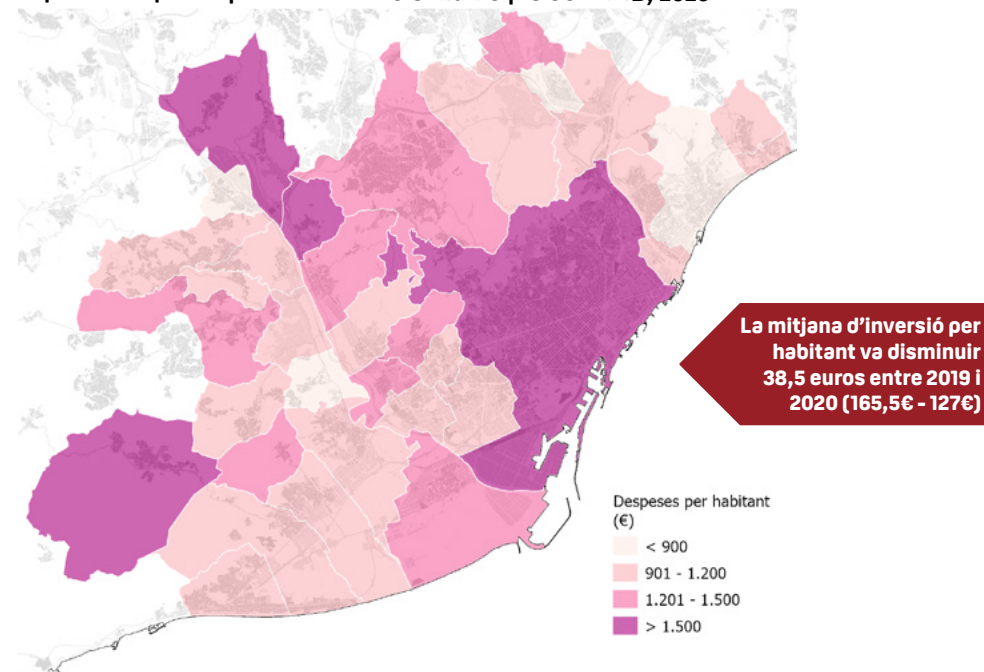 2020
La mitjana d'inversió per
habitant va disminuir
38,5 euros entre 2019 i
2020 (165,5€ - 127€)
Despeses per habitant
(€)
< 900
901 - 1.200
1.201 - 1.500
> 1.500